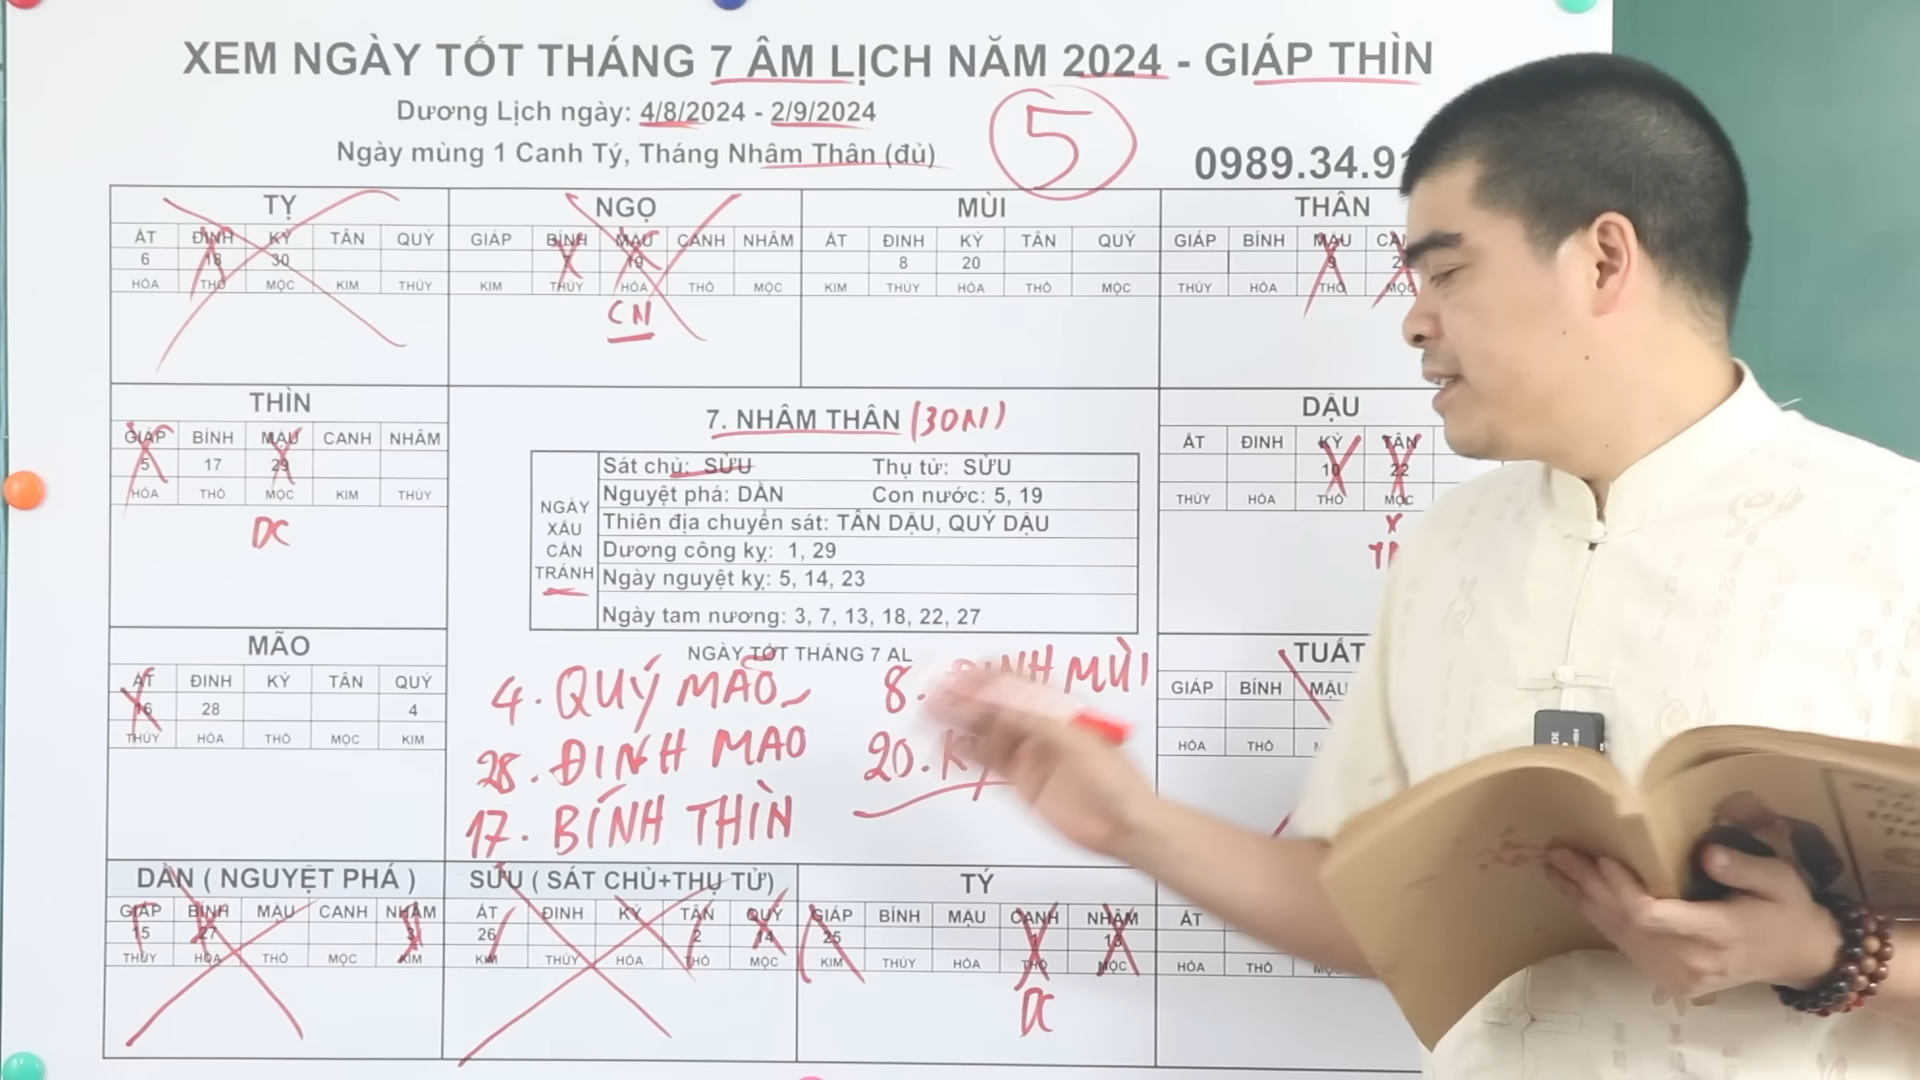 XEM NGÀY TỐT THÁNG 7 ÂM LỊCH NĂM 2024 - GIÁP THÌN
Dương Lịch ngày: 4/8/2024 - 2/9/2024
Ngày mùng 1 Canh Tý, Tháng Nhâm Thân (đủ)
5
0989.34.9
TỴ
ẤT ĐINH KỶ TÂN QUÝ
6 18 30
HỎA THỔ MỘC KIM THỦY
NGỌ
GIÁP BÍNH MẬU CANH NHÂM
7 19
KIM THỦY HỎA THỔ MỘC
CN
MÙI
ẤT ĐINH KỶ TÂN QUÝ
8 20
KIM THỦY HỎA THỔ MỘC
THÂN
GIÁP BÍNH MẬU
9 2
THỦY HỎA THỔ MỘC
THÌN
GIÁP BÍNH MẬU CANH NHÂM
5 17 29
HỎA THỔ MỘC KIM THỦY
DC
7. NHÂM THÂN (30N)
NGÀY XẤU CẦN TRÁNH
Sát chủ: SỬU Thụ tử: SỬU
Nguyệt phá: DẦN Con nước: 5, 19
Thiên địa chuyển sát: TÂN DẬU, QUÝ DẬU
Dương công kỵ: 1, 29
Ngày nguyệt kỵ: 5, 14, 23
Ngày tam nương: 3, 7, 13, 18, 22, 27
DẬU
ẤT ĐINH KỶ TÂN
10 22
THỦY HỎA THỔ MỘC
X
MÃO
ẤT ĐINH KỶ TÂN QUÝ
16 28 4
THỦY HỎA THỔ MỘC KIM
NGÀY TỐT THÁNG 7 AL
4. QUÝ MÃO 8. ĐINH MÙI
28. ĐINH MAO 20. KỶ
17. BÍNH THÌN
TUẤT
GIÁP BÍNH MẬU
HỎA THỔ
DẦN ( NGUYỆT PHÁ )
GIÁP BÍNH MẬU CANH NHÂM
15 27 3
THỦY HỎA THỔ MỘC KIM
SỬU ( SÁT CHỦ+THỤ TỬ)
ẤT ĐINH KỶ TÂN QUÝ
26 2 14
KIM THỦY HỎA THỔ MỘC
TÝ
GIÁP BÍNH MẬU CANH NHÂM
25 1 13
KIM THỦY HỎA THỔ MỘC
DC
ẤT
HỎA THỔ